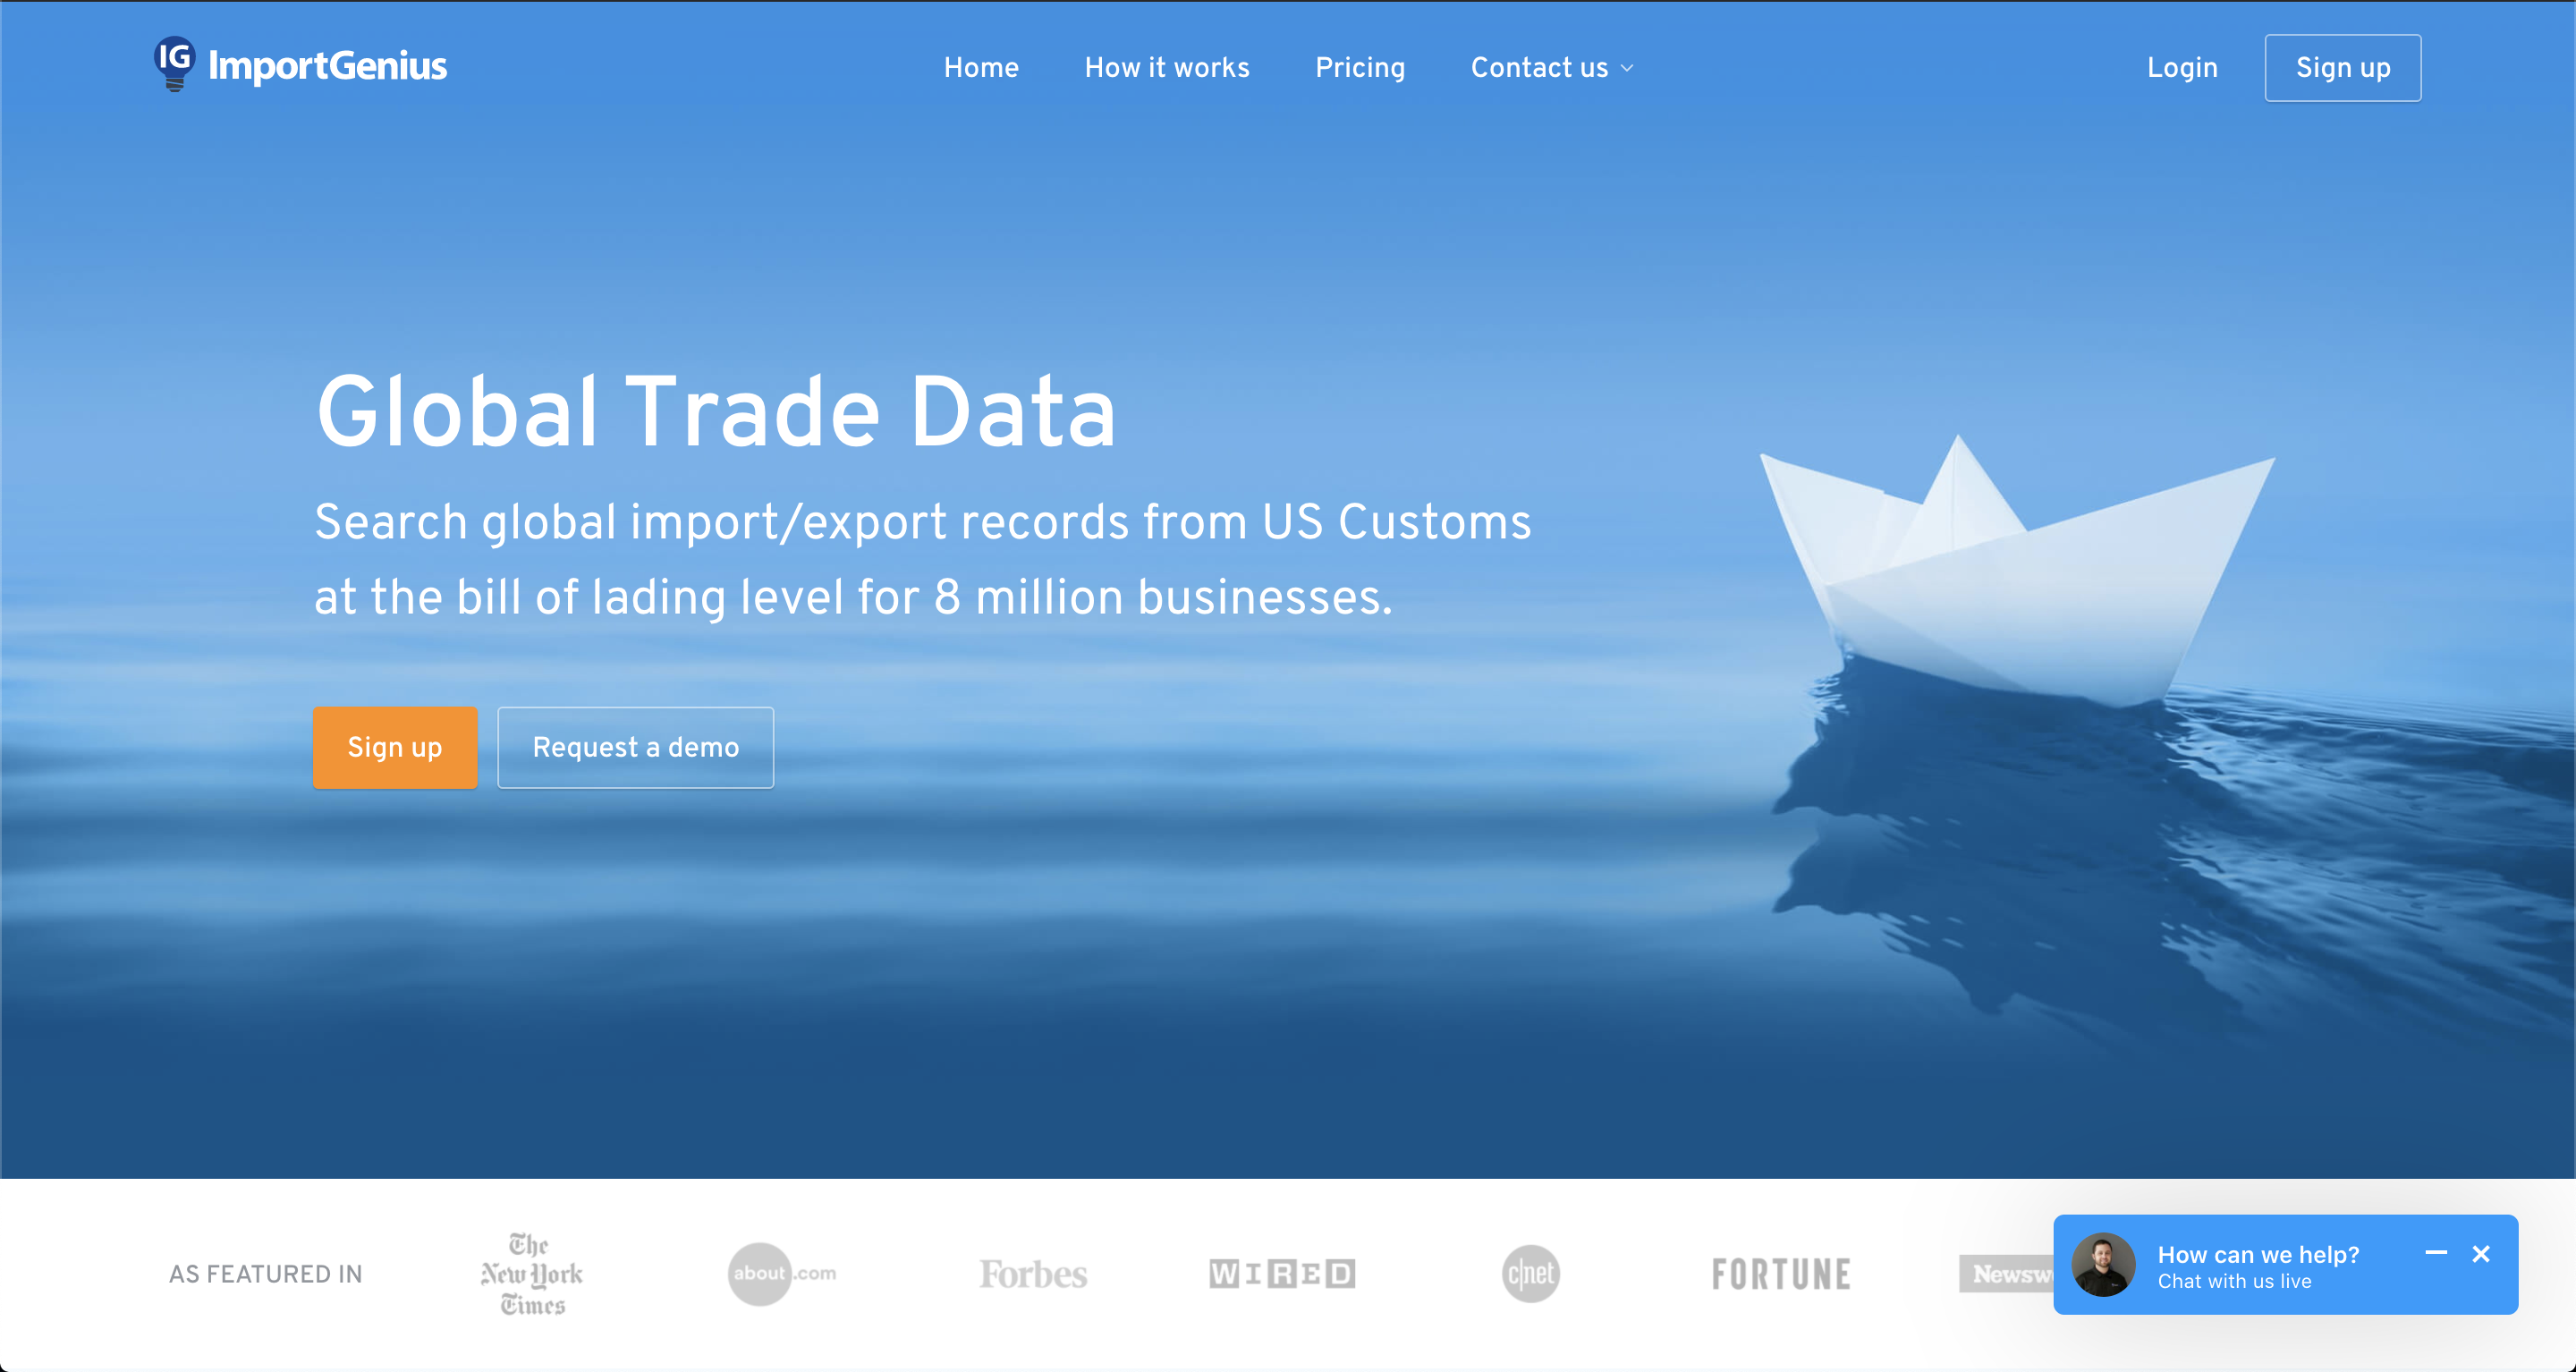 IG ImportGenius
Home How it works Pricing Contact us
Login Sign up
Global Trade Data
Search global import/export records from US Customs
at the bill of lading level for 8 million businesses.
Sign up Request a demo
AS FEATURED IN
The
New York
Times
about.com
Forbes
WIRED
c|net
FORTUNE
Newsw
How can we help?
Chat with us live